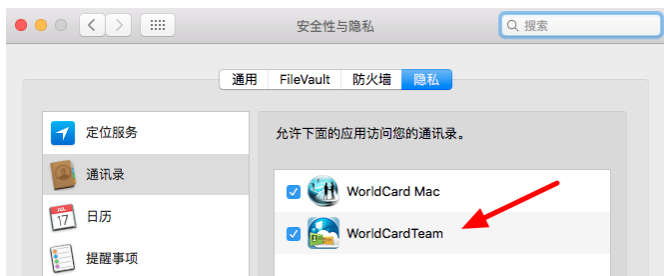 安全性与隐私
搜索
通用 FileVault 防火墙 隐私
定位服务
通讯录
JUL
17
日历
提醒事项
允许下面的应用访问您的通讯录。
WorldCard Mac
WorldCardTeam